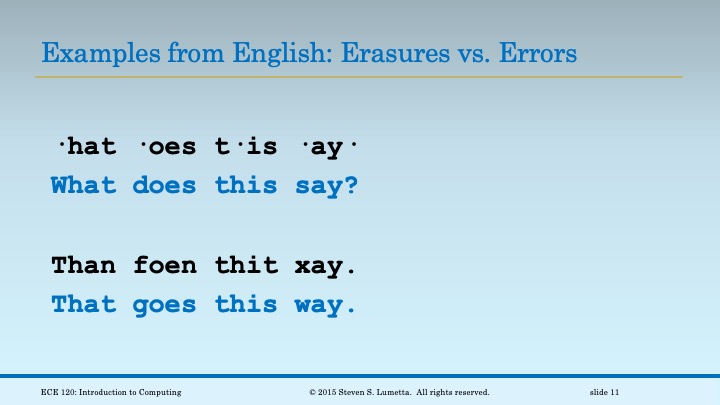 Examples from English: Erasures vs. Errors
·hat ·oes t·is ·ay·
What does this say?
Than foen thit xay.
That goes this way.
ECE 120: Introduction to Computing © 2015 Steven S. Lumetta. All rights reserved. slide 11